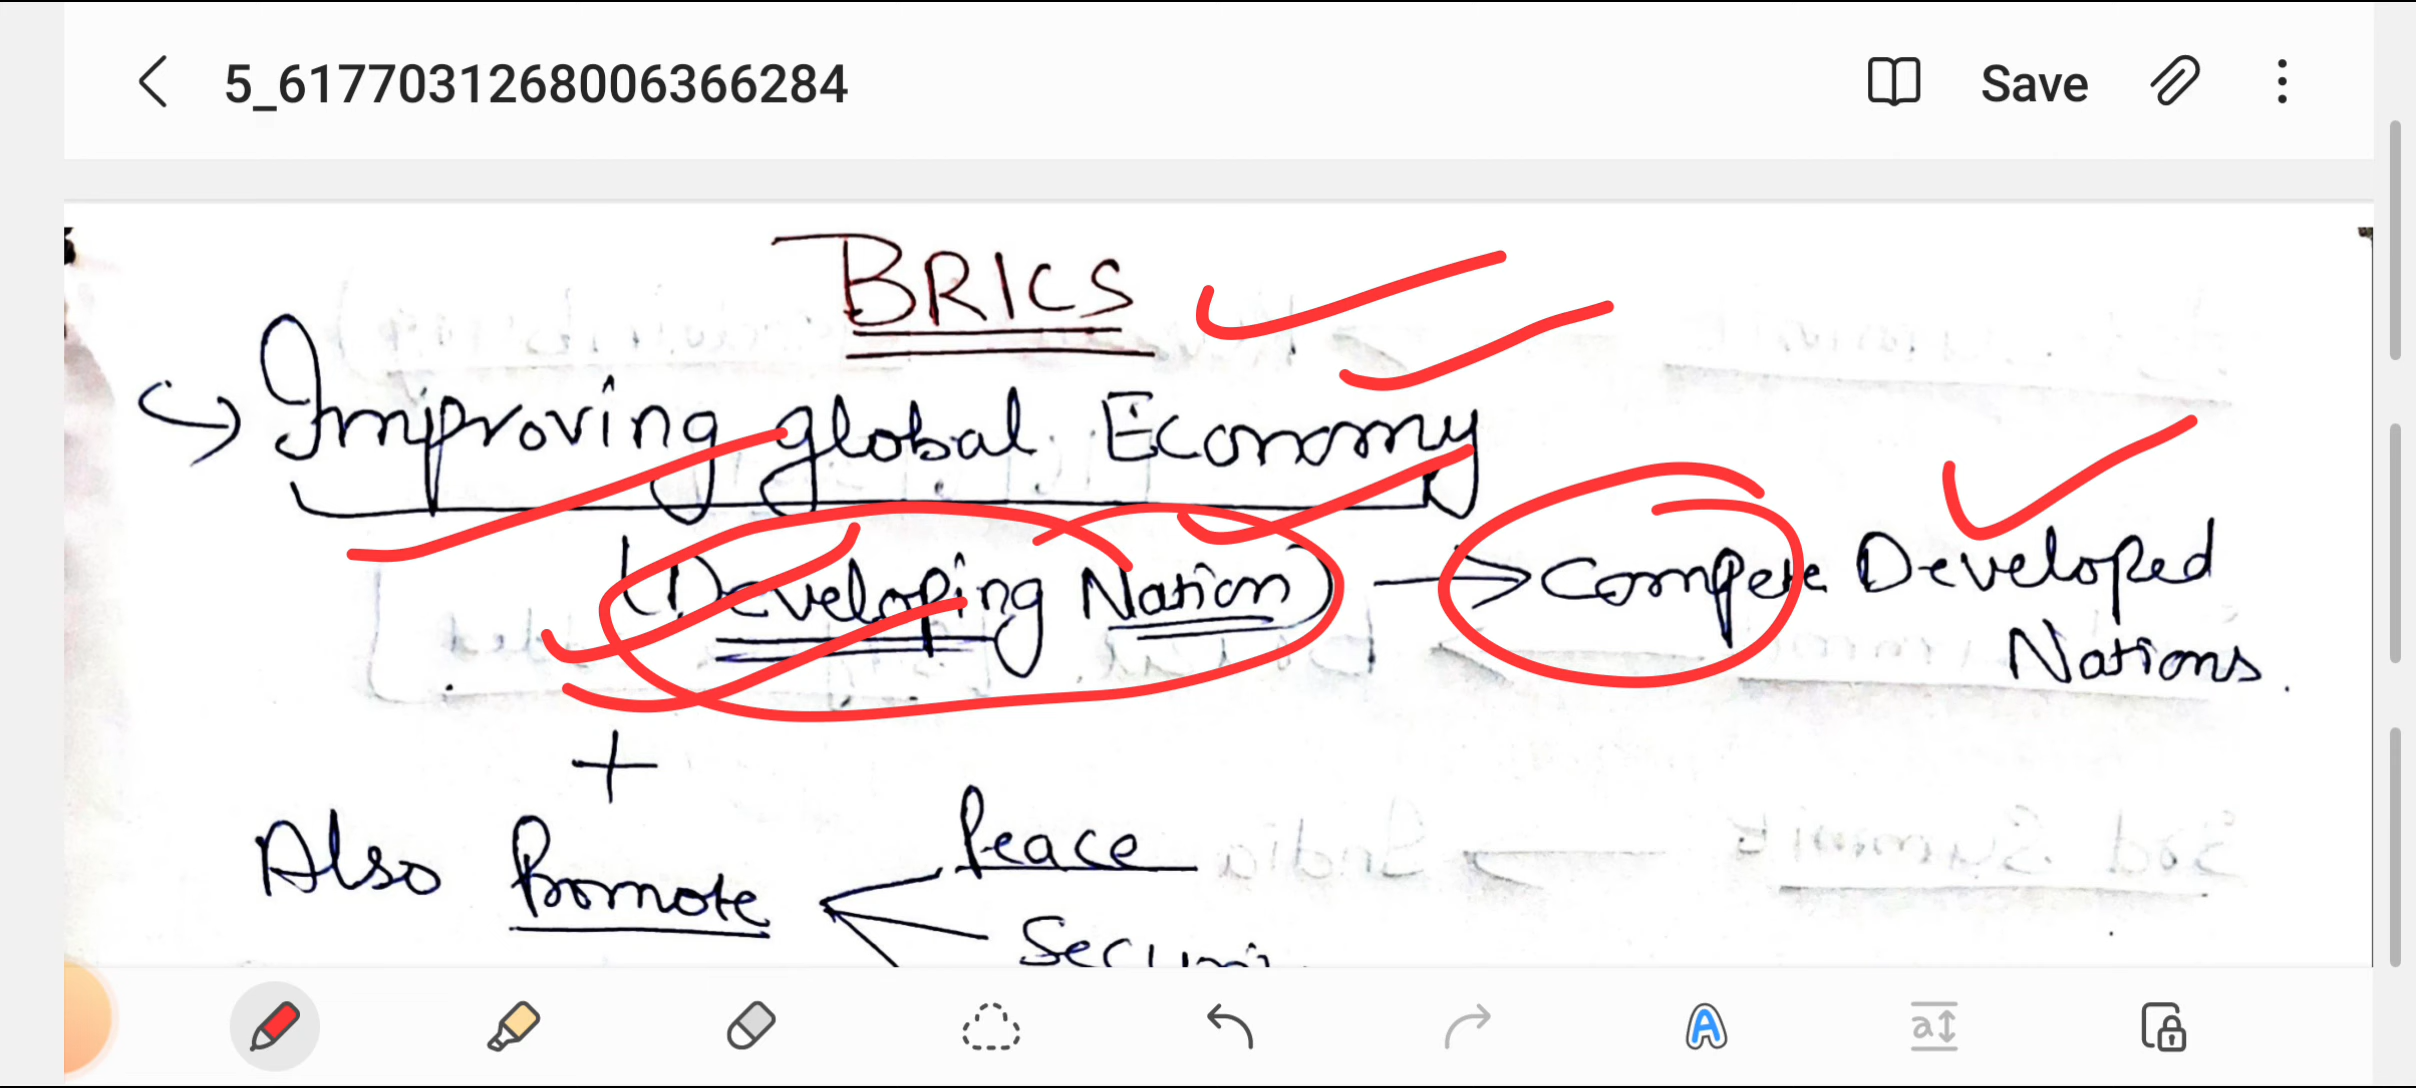 5_6177031268006366284 Save
BRICS
Improving global Economy
(Developing Nation) → Compete Developed
Nations.
+
Also Promote Peace